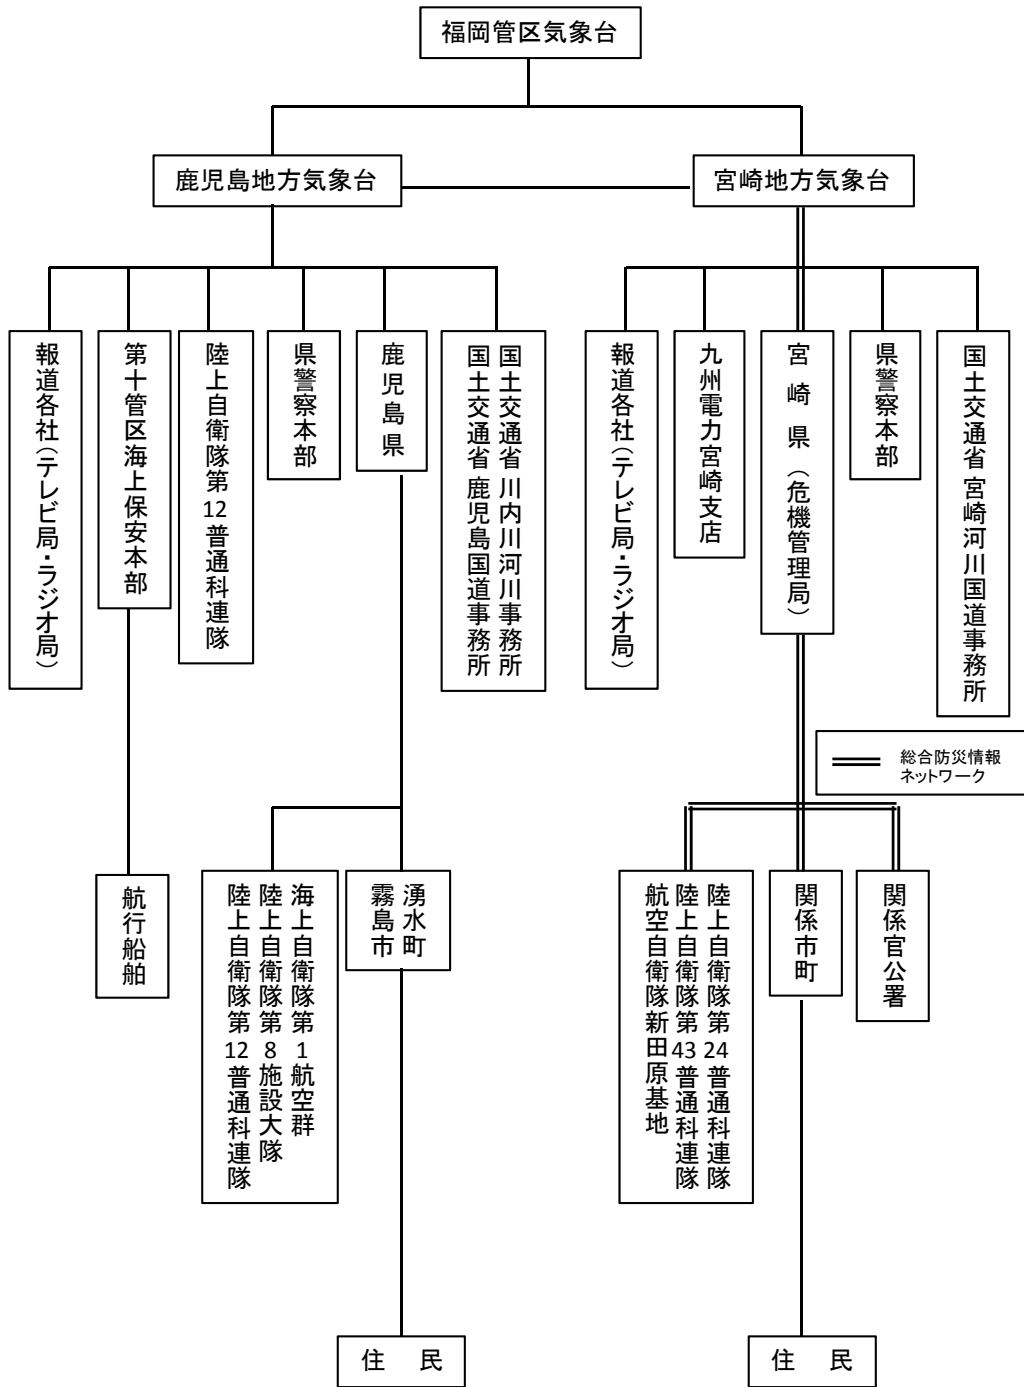 福岡管区気象台
鹿児島地方気象台
宮崎地方気象台
報道各社（テレビ局・ラジオ局）
第十管区海上保安本部
陸上自衛隊第12普通科連隊
県警察本部
鹿児島県
国土交通省 川内川河川事務所
国土交通省 鹿児島国道事務所
報道各社（テレビ局・ラジオ局）
九州電力宮崎支店
宮崎県（危機管理局）
県警察本部
国土交通省 宮崎河川国道事務所
総合防災情報
ネットワーク
航行船舶
海上自衛隊第1航空群
陸上自衛隊第8施設大隊
陸上自衛隊第12普通科連隊
湧水町
霧島市
陸上自衛隊第24普通科連隊
陸上自衛隊第43普通科連隊
航空自衛隊新田原基地
関係市町
関係官公署
住　民
住　民